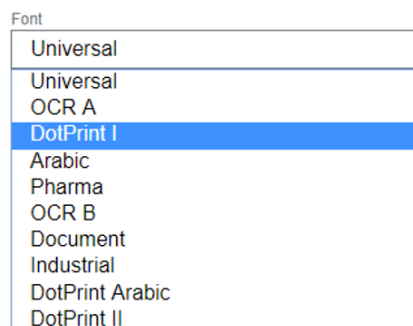 Font
Universal
Universal
OCR A
DotPrint I
Arabic
Pharma
OCR B
Document
Industrial
DotPrint Arabic
DotPrint II